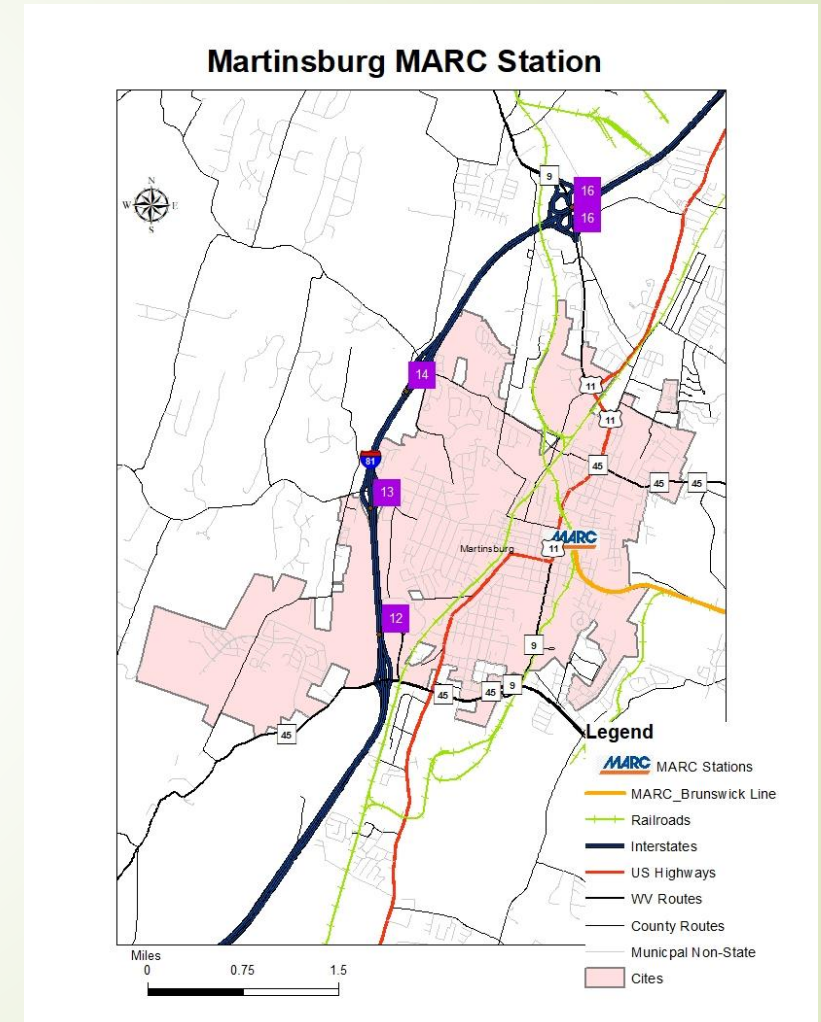 Martinsburg MARC Station
N
W E
S
9
16
16
14
11
11
81
45
13
45 45
MARC
11
Martinsburg
12
9
9
45 45
45
Legend
MARC MARC Stations
MARC_Brunswick Line
Railroads
Interstates
US Highways
WV Routes
County Routes
Municpal Non-State
Cites
Miles
0 0.75 1.5